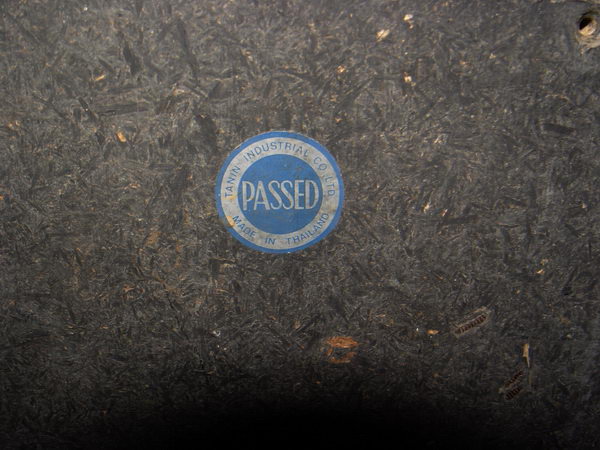 TANIN INDUSTRIAL CO., LTD.
PASSED
MADE IN THAILAND